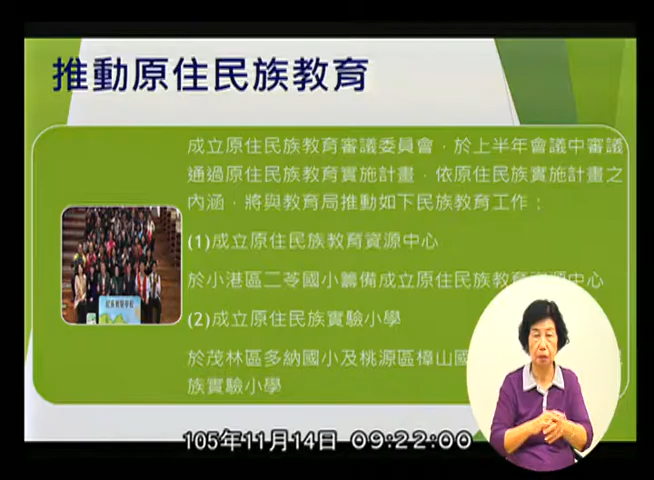 推動原住民族教育
成立原住民族教育審議委員會，於上半年會議中審議
通過原住民族教育實施計畫，依原住民族實施計畫之
內涵，將與教育局推動如下民族教育工作：
(1)成立原住民族教育資源中心
於小港區二苓國小籌備成立原住民族教育資源中心
(2)成立原住民族實驗小學
於茂林區多納國小及桃源區樟山國
族實驗小學
105年11月14日 09:22:00